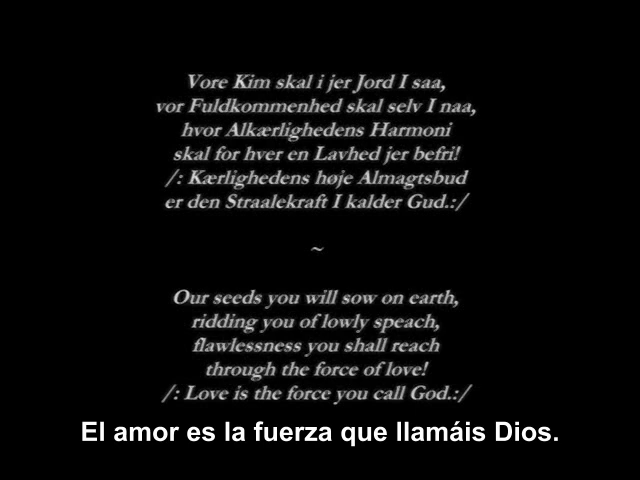 Vore Kim skal i jer Jord I saa,
vor Fuldkommenhed skal selv I naa,
hvor Alkærlighedens Harmoni
skal for hver en Lavhed jer befri!
/: Kærlighedens høje Almagtsbud
er den Straalekraft I kalder Gud.:/
~
Our seeds you will sow on earth,
ridding you of lowly speach,
flawlessness you shall reach
through the force of love!
/: Love is the force you call God.:/
El amor es la fuerza que llamáis Dios.